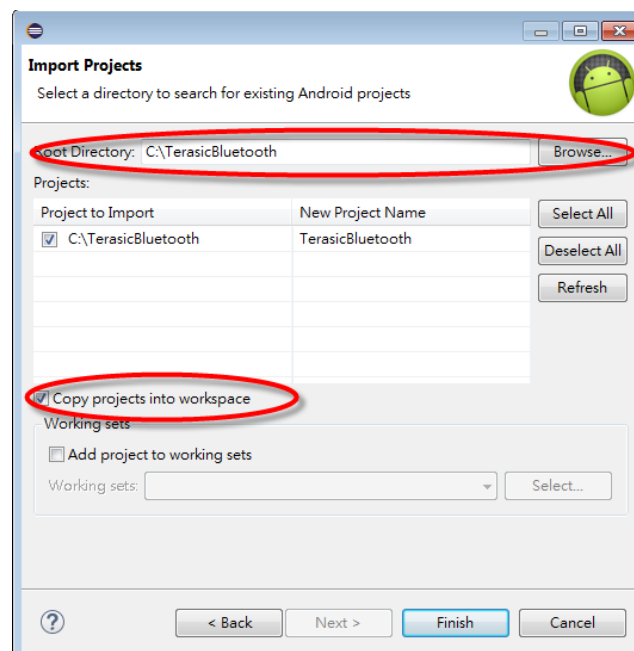 Import Projects
Select a directory to search for existing Android projects
Root Directory: C:\TerasicBluetooth Browse...
Projects:
Project to Import New Project Name Select All
C:\TerasicBluetooth TerasicBluetooth
Deselect All
Refresh
Copy projects into workspace
Working sets
Add project to working sets
Working sets: Select...
? < Back Next > Finish Cancel